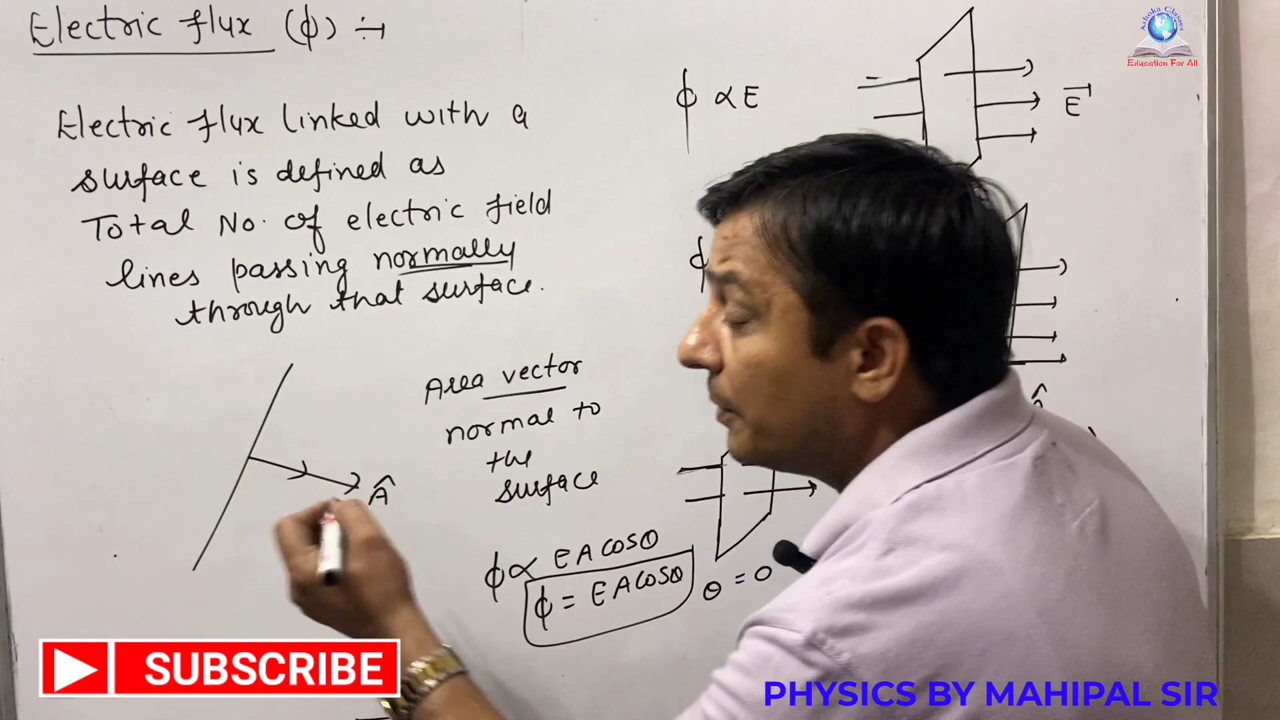 Electric flux (ϕ) :-
Electric flux linked with a
surface is defined as
Total No. of electric field
lines passing normally
through that surface.
Area vector
normal to
the
surface
Â
ϕ ∝ E A cosθ
ϕ = E A cosθ
ϕ ∝ E
E
ϕ
θ = 0
Ashoka Classes
Education For All
SUBSCRIBE
PHYSICS BY MAHIPAL SIR